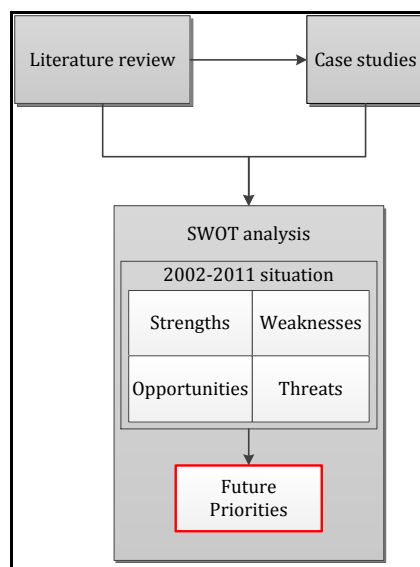 Literature review
Case studies
SWOT analysis
2002-2011 situation
Strengths
Weaknesses
Opportunities
Threats
Future
Priorities